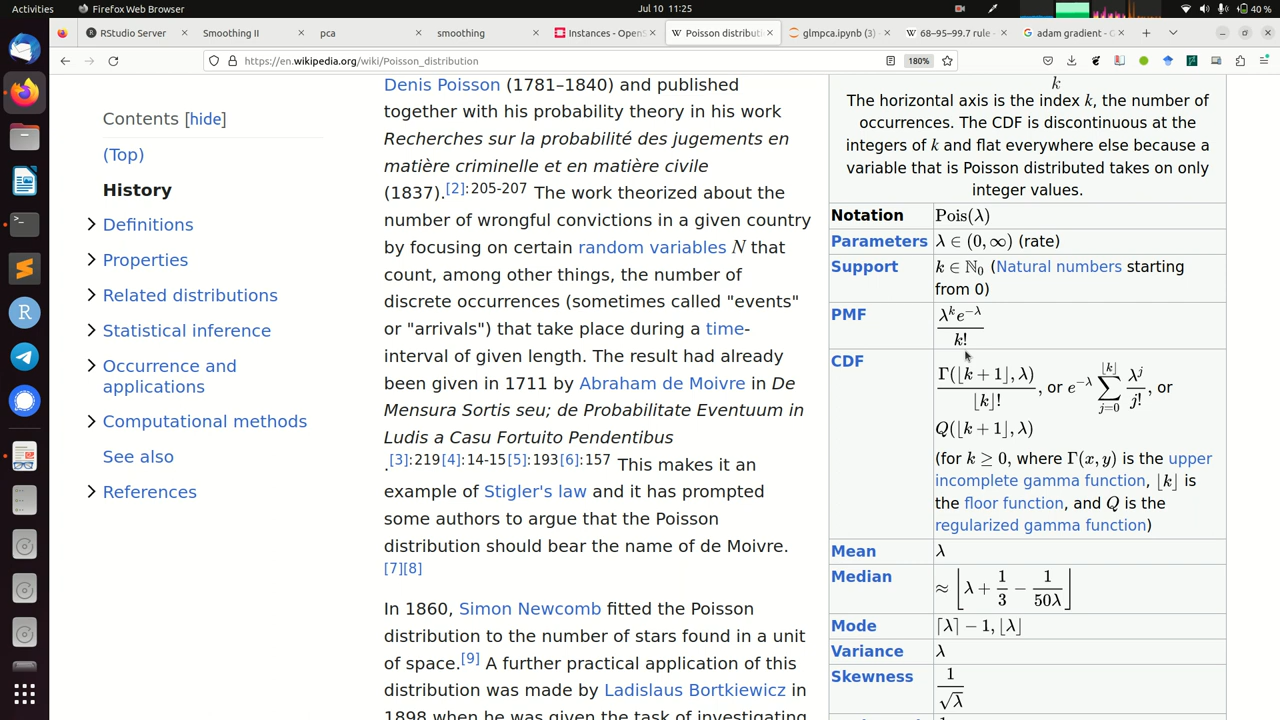 Activities
Firefox Web Browser
Jul 10 11:25
40 %
RStudio Server
Smoothing II
pca
smoothing
Instances - OpenS
Poisson distributi
glmpca.ipynb (3)
68–95–99.7 rule -
adam gradient - G
https://en.wikipedia.org/wiki/Poisson_distribution
180%
Contents [hide]
(Top)
History
Definitions
Properties
Related distributions
Statistical inference
Occurrence and
applications
Computational methods
See also
References
Denis Poisson (1781–1840) and published
together with his probability theory in his work
Recherches sur la probabilité des jugements en
matière criminelle et en matière civile
(1837).[2]:205-207 The work theorized about the
number of wrongful convictions in a given country
by focusing on certain random variables N that
count, among other things, the number of
discrete occurrences (sometimes called "events"
or "arrivals") that take place during a time-
interval of given length. The result had already
been given in 1711 by Abraham de Moivre in De
Mensura Sortis seu; de Probabilitate Eventuum in
Ludis a Casu Fortuito Pendentibus
.[3]:219[4]:14-15[5]:193[6]:157 This makes it an
example of Stigler's law and it has prompted
some authors to argue that the Poisson
distribution should bear the name of de Moivre.
[7][8]
In 1860, Simon Newcomb fitted the Poisson
distribution to the number of stars found in a unit
of space.[9] A further practical application of this
distribution was made by Ladislaus Bortkiewicz in
1898 when he was given the task of investigating
k
The horizontal axis is the index k, the number of
occurrences. The CDF is discontinuous at the
integers of k and flat everywhere else because a
variable that is Poisson distributed takes on only
integer values.
Notation Pois(λ)
Parameters λ ∈ (0, ∞) (rate)
Support k ∈ ℕ₀ (Natural numbers starting
from 0)
PMF λ^k e^−λ / k!
CDF Γ(⌊k + 1⌋, λ) / ⌊k⌋!, or e^−λ ∑_{j=0}^{⌊k⌋} λ^j / j!, or
Q(⌊k + 1⌋, λ)
(for k ≥ 0, where Γ(x, y) is the upper
incomplete gamma function, ⌊k⌋ is
the floor function, and Q is the
regularized gamma function)
Mean λ
Median ≈ ⌊λ + 1/3 − 1/50λ⌋
Mode ⌈λ⌉ − 1, ⌊λ⌋
Variance λ
Skewness 1/√λ